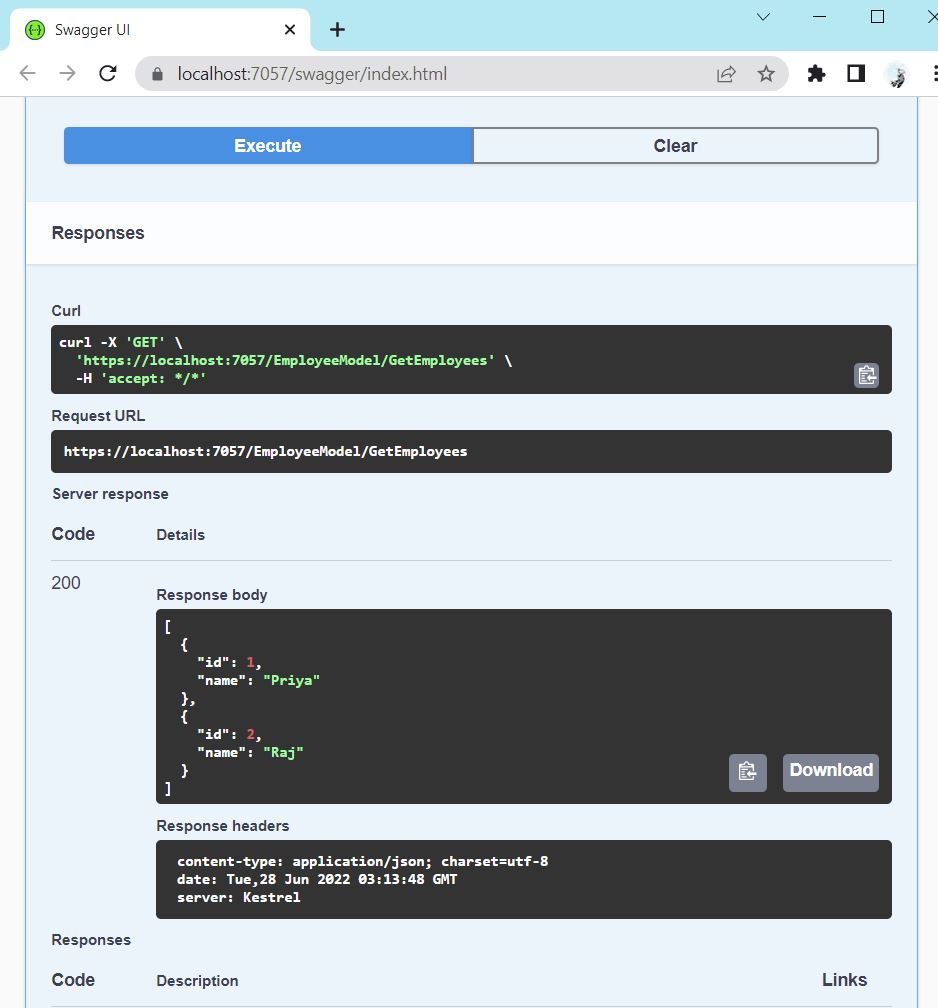 Swagger UI
localhost:7057/swagger/index.html
Execute
Clear
Responses
Curl
curl -X 'GET' \
'https://localhost:7057/EmployeeModel/GetEmployees' \
-H 'accept: */*'
Request URL
https://localhost:7057/EmployeeModel/GetEmployees
Server response
Code Details
200
Response body
[
{
"id": 1,
"name": "Priya"
},
{
"id": 2,
"name": "Raj"
}
]
Download
Response headers
content-type: application/json; charset=utf-8
date: Tue,28 Jun 2022 03:13:48 GMT
server: Kestrel
Responses
Code Description Links